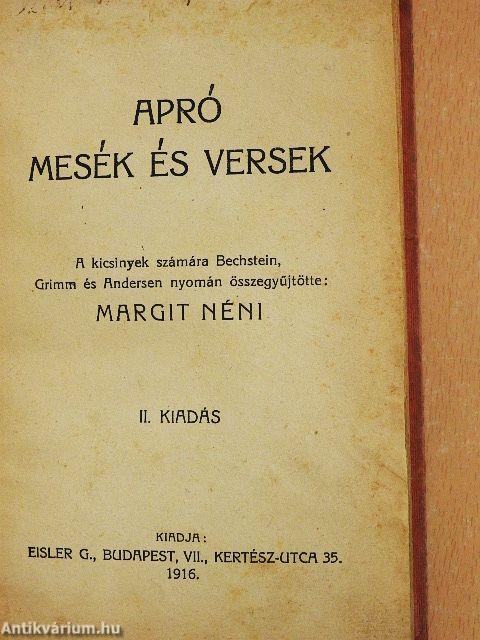 APRÓ
MESÉK ÉS VERSEK
A kicsinyek számára Bechstein,
Grimm és Andersen nyomán összegyűjtötte:
MARGIT NÉNI
II. KIADÁS
KIADJA:
EISLER G., BUDAPEST, VII., KERTÉSZ-UTCA 35.
1916.
Antikvárium.hu